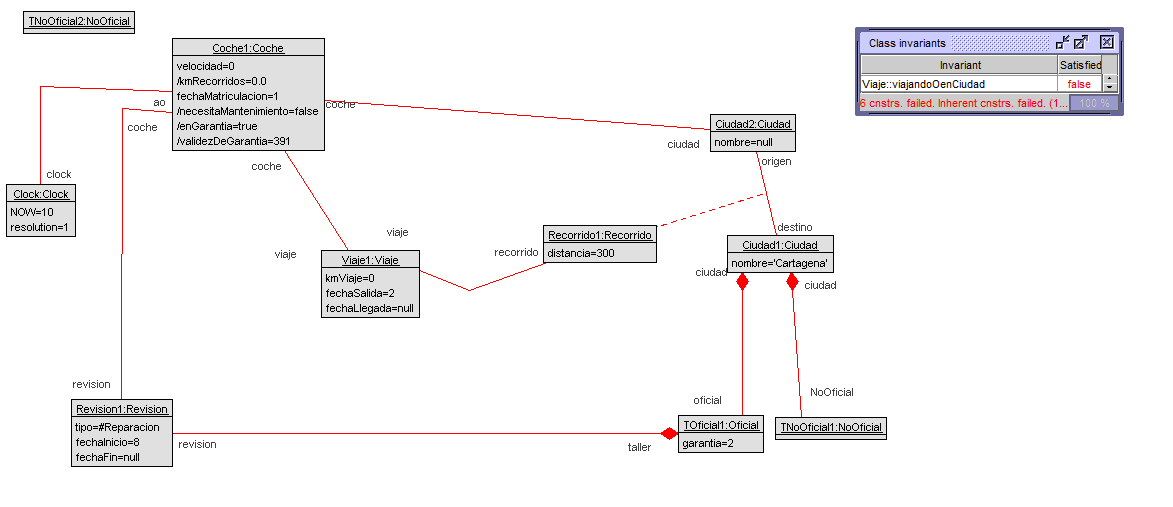 TNoOficial2:NoOficial
Class invariants
Coche1:Coche
velocidad=0
/kmRecorridos=0.0
fechaMatriculacion=1
/necesitaMantenimiento=false
/enGarantia=true
/validezDeGarantia=391
Invariant
Satisfied
Viaje::viajandoOenCiudad
false
6 cnstrs. failed. Inherent cnstrs. failed. (1...
100 %
ao
coche
coche
Ciudad2:Ciudad
nombre=null
ciudad
origen
coche
clock
Clock:Clock
NOW=10
resolution=1
viaje
viaje
destino
Recorrido1:Recorrido
distancia=300
recorrido
Ciudad1:Ciudad
nombre='Cartagena'
Viaje1:Viaje
kmViaje=0
fechaSalida=2
fechaLlegada=null
ciudad
ciudad
revision
NoOficial
oficial
Revision1:Revision
tipo=#Reparacion
fechaInicio=8
fechaFin=null
revision
taller
TOficial1:Oficial
garantia=2
TNoOficial1:NoOficial